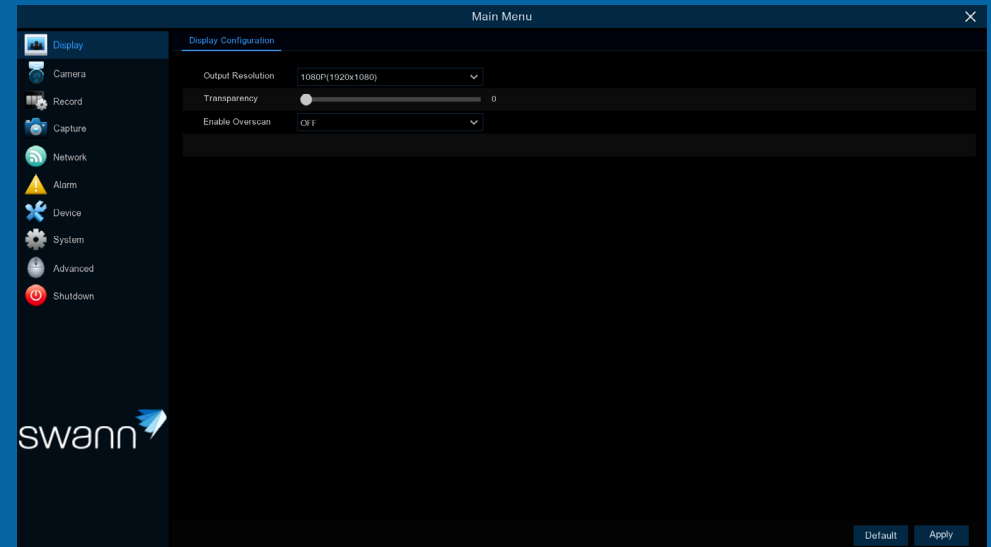 Main Menu
Display
Display Configuration
Camera
Output Resolution 1080P(1920x1080)
Record
Transparency 0
Capture
Enable Overscan OFF
Network
Alarm
Device
System
Advanced
Shutdown
swann
Default Apply